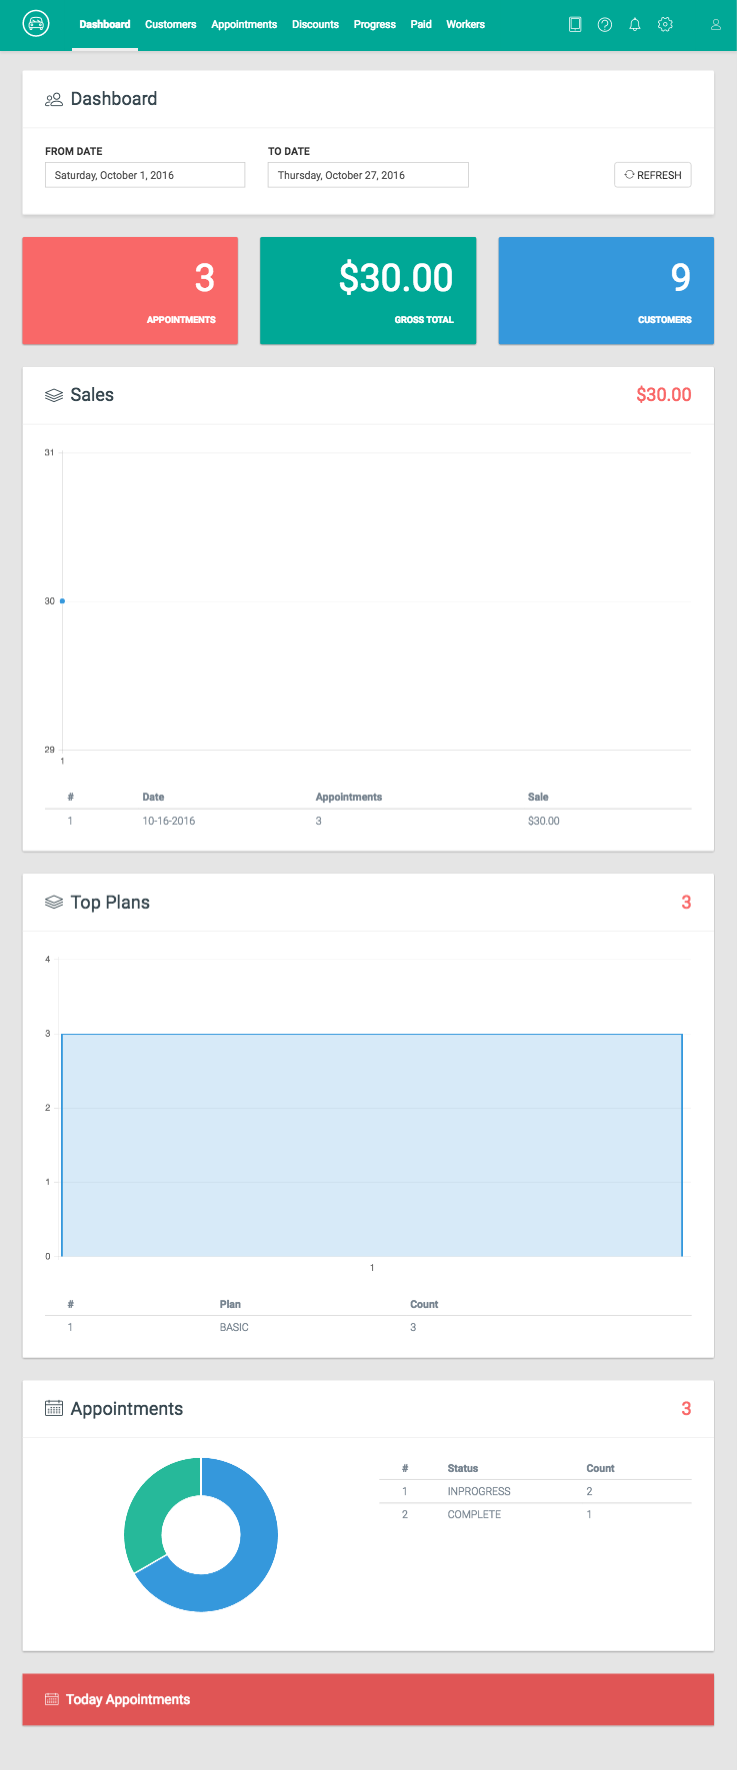 Dashboard Customers Appointments Discounts Progress Paid Workers
Dashboard
FROM DATE TO DATE
Saturday, October 1, 2016 Thursday, October 27, 2016 REFRESH
3 $30.00 9
APPOINTMENTS GROSS TOTAL CUSTOMERS
Sales $30.00
31
30
29
1
# Date Appointments Sale
1 10-16-2016 3 $30.00
Top Plans 3
4
3
2
1
0
1
# Plan Count
1 BASIC 3
Appointments 3
# Status Count
1 INPROGRESS 2
2 COMPLETE 1
Today Appointments